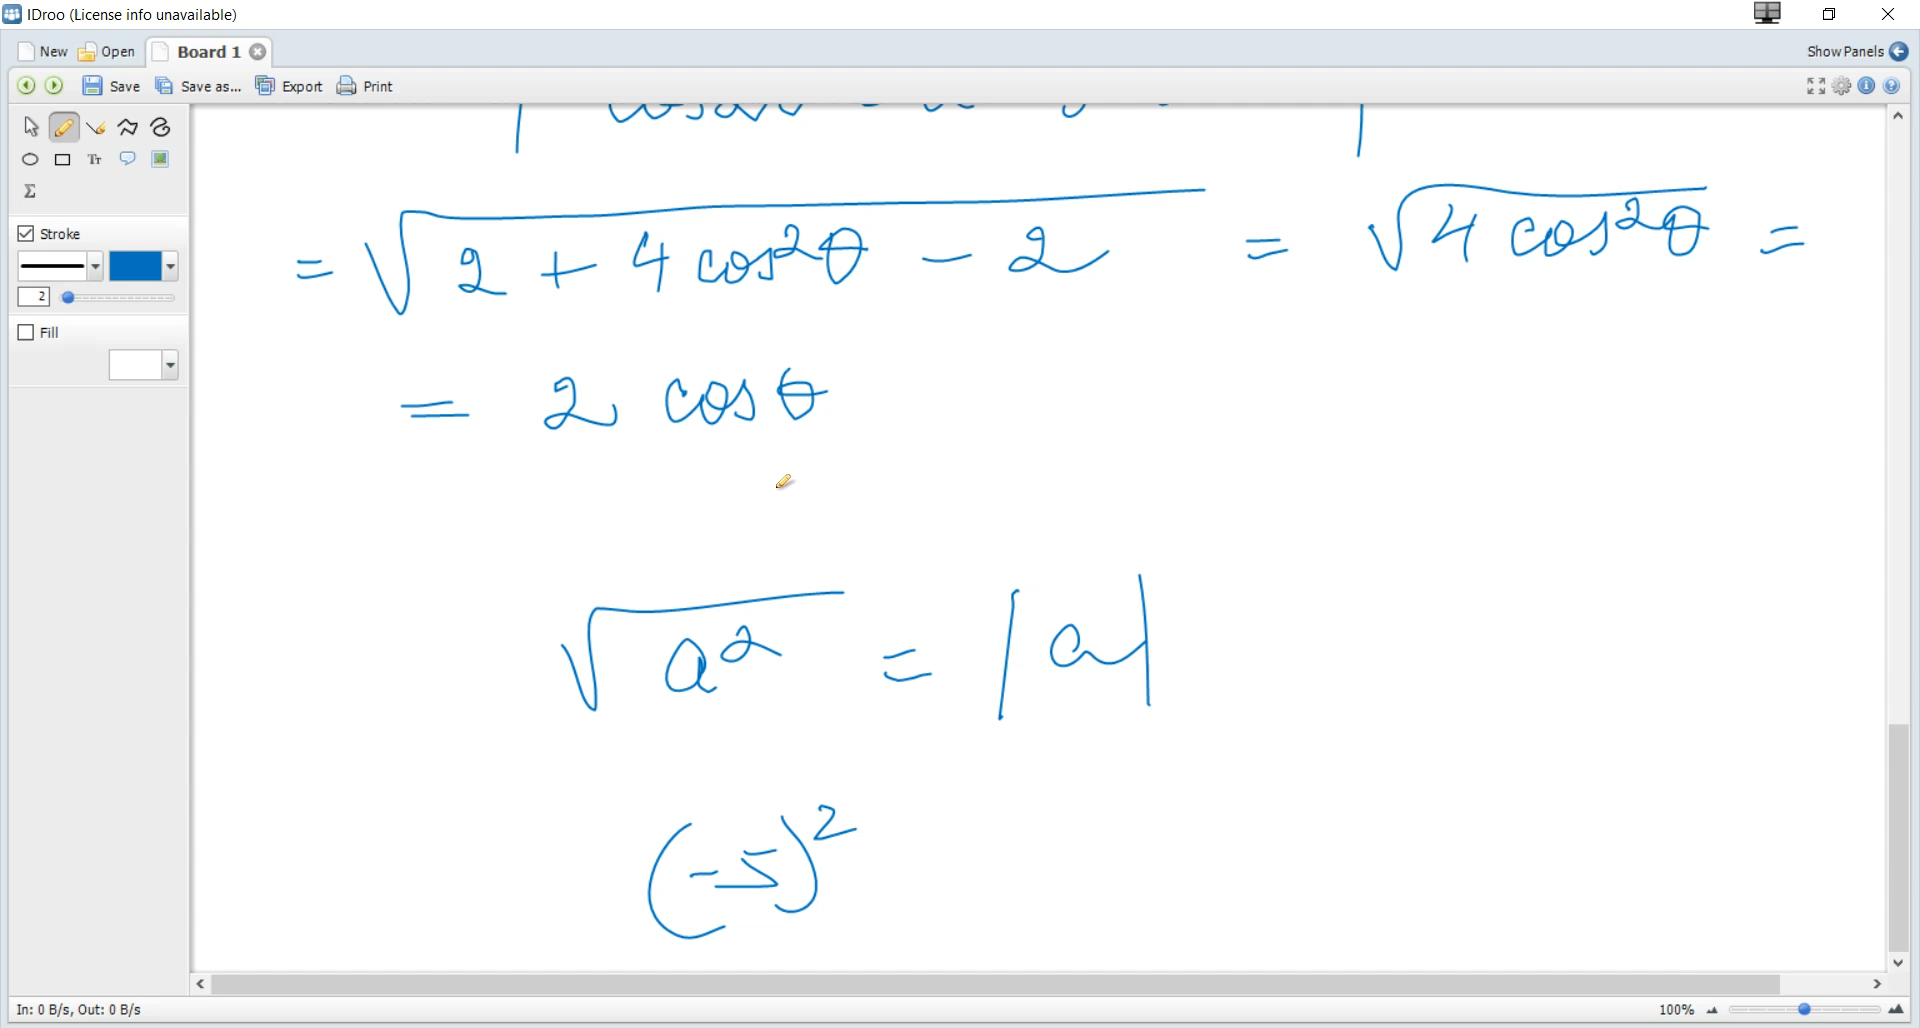 IDroo (License info unavailable)
New Open Board 1 Show Panels
Save Save as... Export Print
Tt
Σ
Stroke
2
Fill
= √(2 + 4 cos²θ - 2) = √(4 cos²θ) =
= 2 cos θ
√(a²) = |a|
(-5)²
In: 0 B/s, Out: 0 B/s 100%